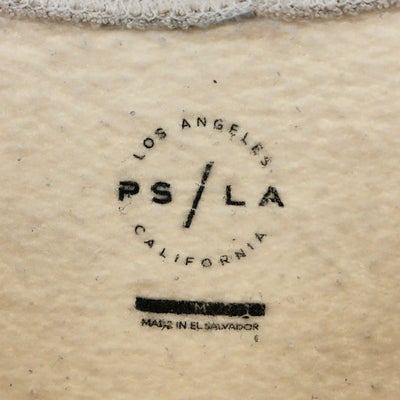 LOS ANGELES
PS/LA
CALIFORNIA
M
MADE IN EL SALVADOR